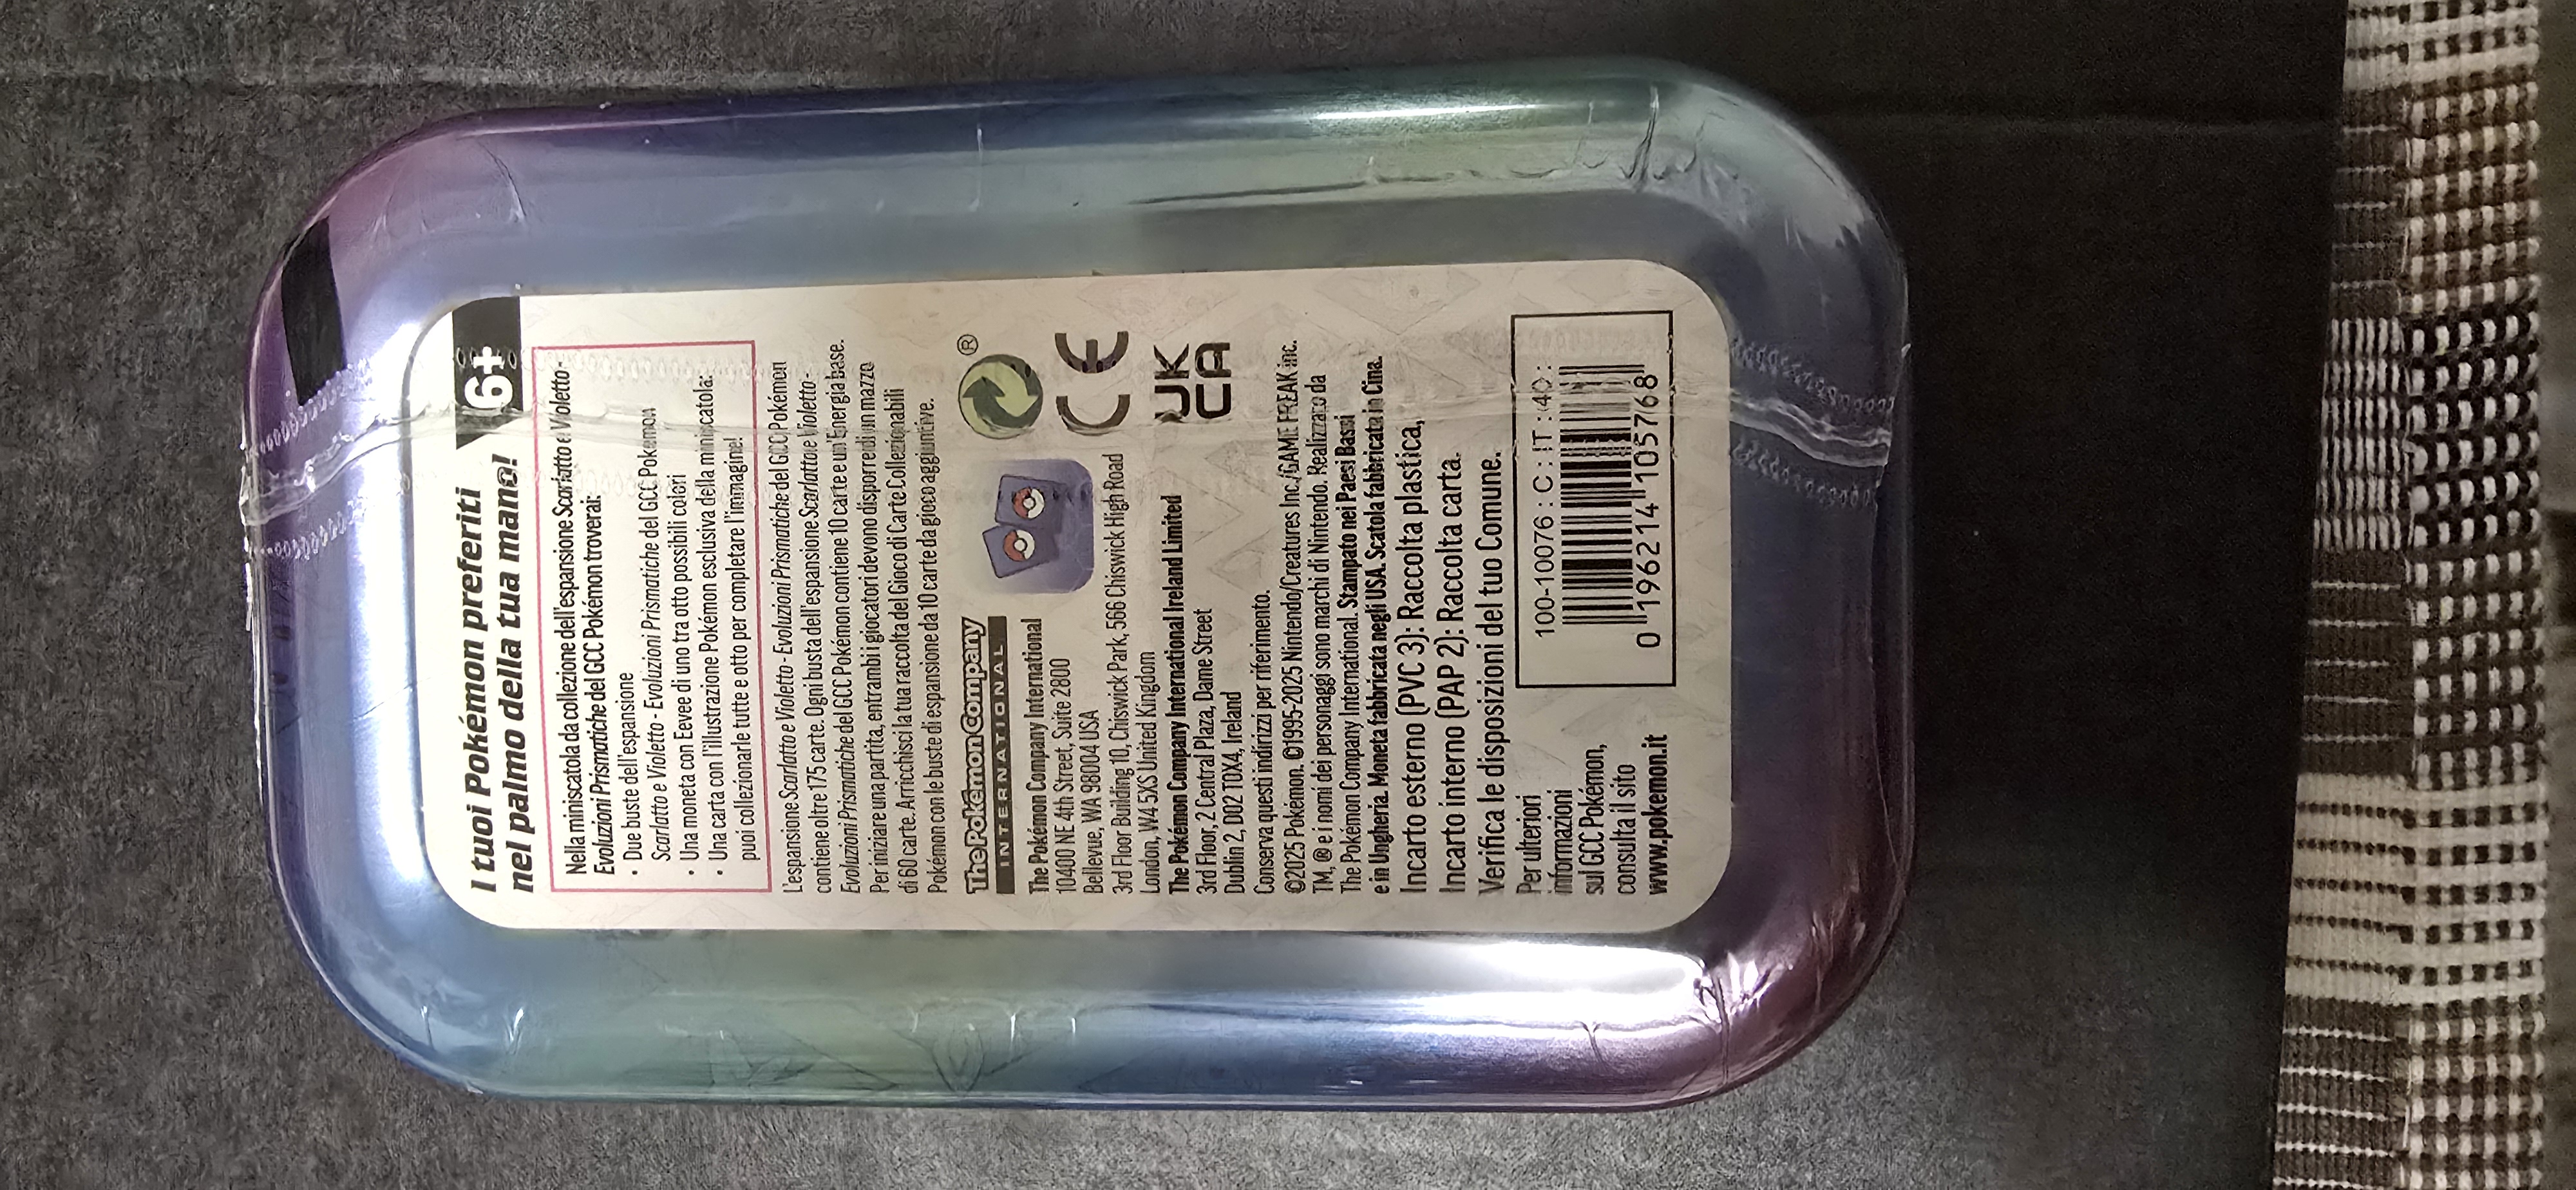 I tuoi Pokémon preferiti
nel palmo della tua mano!
6+
Nella miniscatola da collezione dell'espansione Scarlatto e Violetto -
Evoluzioni Prismatiche del GCC Pokémon troverai:
• Due buste dell'espansione
Scarlatto e Violetto - Evoluzioni Prismatiche del GCC Pokémon
• Una moneta con Eevee di uno tra otto possibili colori
• Una carta con l'illustrazione Pokémon esclusiva della miniscatola:
puoi collezionarle tutte e otto per completare l'immagine!
L'espansione Scarlatto e Violetto - Evoluzioni Prismatiche del GCC Pokémon
contiene oltre 175 carte. Ogni busta dell'espansione Scarlatto e Violetto -
Evoluzioni Prismatiche del GCC Pokémon contiene 10 carte e un'Energia base.
Per iniziare una partita, entrambi i giocatori devono disporre di un mazzo
di 60 carte. Arricchisci la tua raccolta del Gioco di Carte Collezionabili
Pokémon con le buste di espansione da 10 carte da gioco aggiuntive.
The Pokémon Company
INTERNATIONAL
®
The Pokémon Company International
10400 NE 4th Street, Suite 2800
Bellevue, WA 98004 USA
3rd Floor Building 10, Chiswick Park, 566 Chiswick High Road
London, W4 5XS United Kingdom
The Pokémon Company International Ireland Limited
3rd Floor, 2 Central Plaza, Dame Street
Dublin 2, D02 T0X4, Ireland
CE
UK
CA
Conserva questi indirizzi per riferimento.
©2025 Pokémon. ©1995-2025 Nintendo/Creatures Inc./GAME FREAK inc.
TM, ® e i nomi dei personaggi sono marchi di Nintendo. Realizzato da
The Pokémon Company International. Stampato nei Paesi Bassi
e in Ungheria. Moneta fabbricata negli USA. Scatola fabbricata in Cina.
Incarto esterno (PVC 3): Raccolta plastica,
Incarto interno (PAP 2): Raccolta carta.
Verifica le disposizioni del tuo Comune.
Per ulteriori
informazioni
sul GCC Pokémon,
consulta il sito
www.pokemon.it
100-10076:C:IT:40:
0 196214 105768